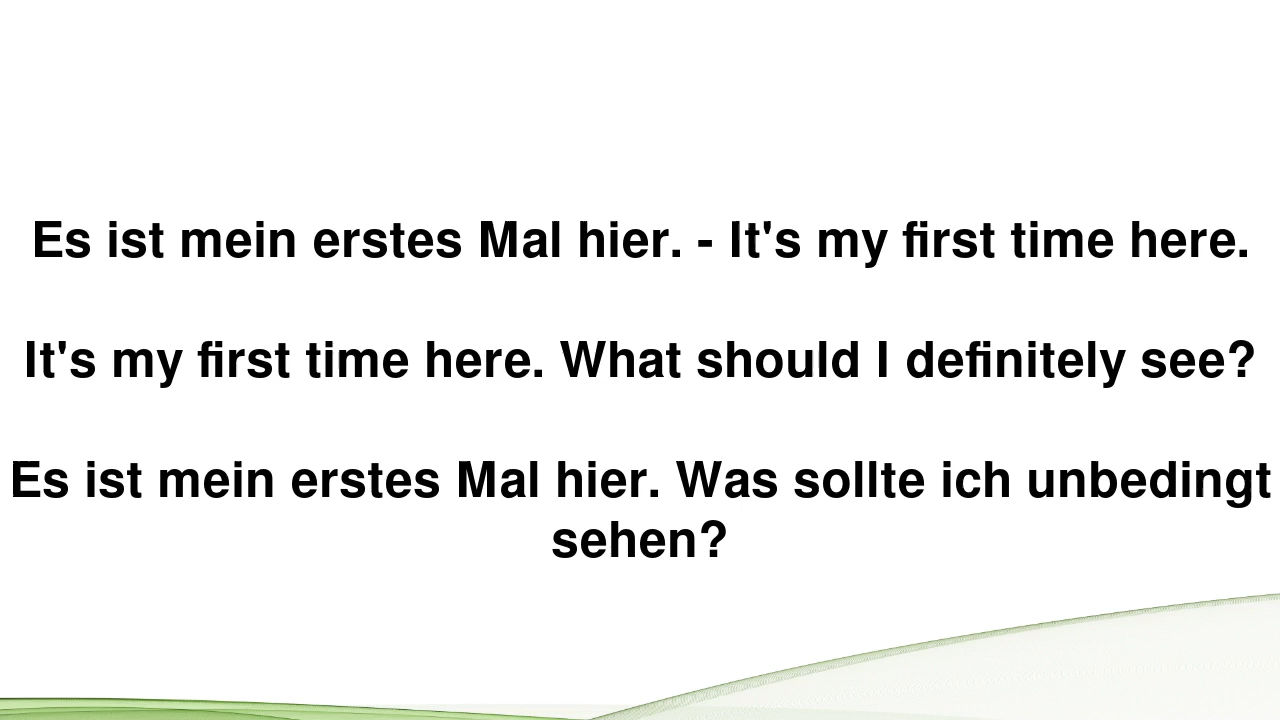 Es ist mein erstes Mal hier. - It's my first time here.
It's my first time here. What should I definitely see?
Es ist mein erstes Mal hier. Was sollte ich unbedingt
sehen?